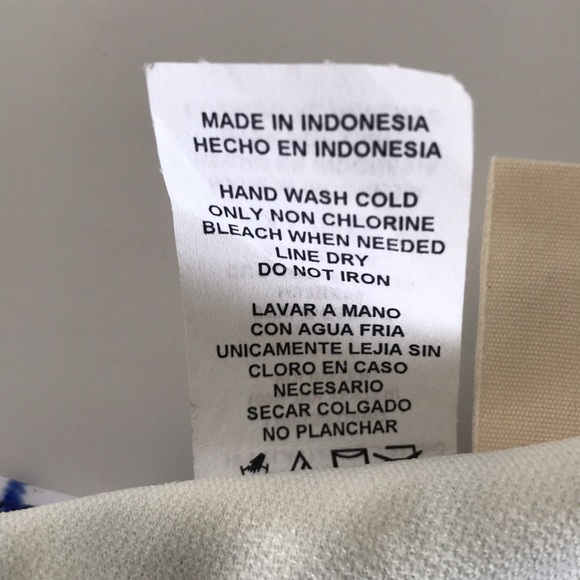 MADE IN INDONESIA
HECHO EN INDONESIA
HAND WASH COLD
ONLY NON CHLORINE
BLEACH WHEN NEEDED
LINE DRY
DO NOT IRON
LAVAR A MANO
CON AGUA FRIA
UNICAMENTE LEJIA SIN
CLORO EN CASO
NECESARIO
SECAR COLGADO
NO PLANCHAR